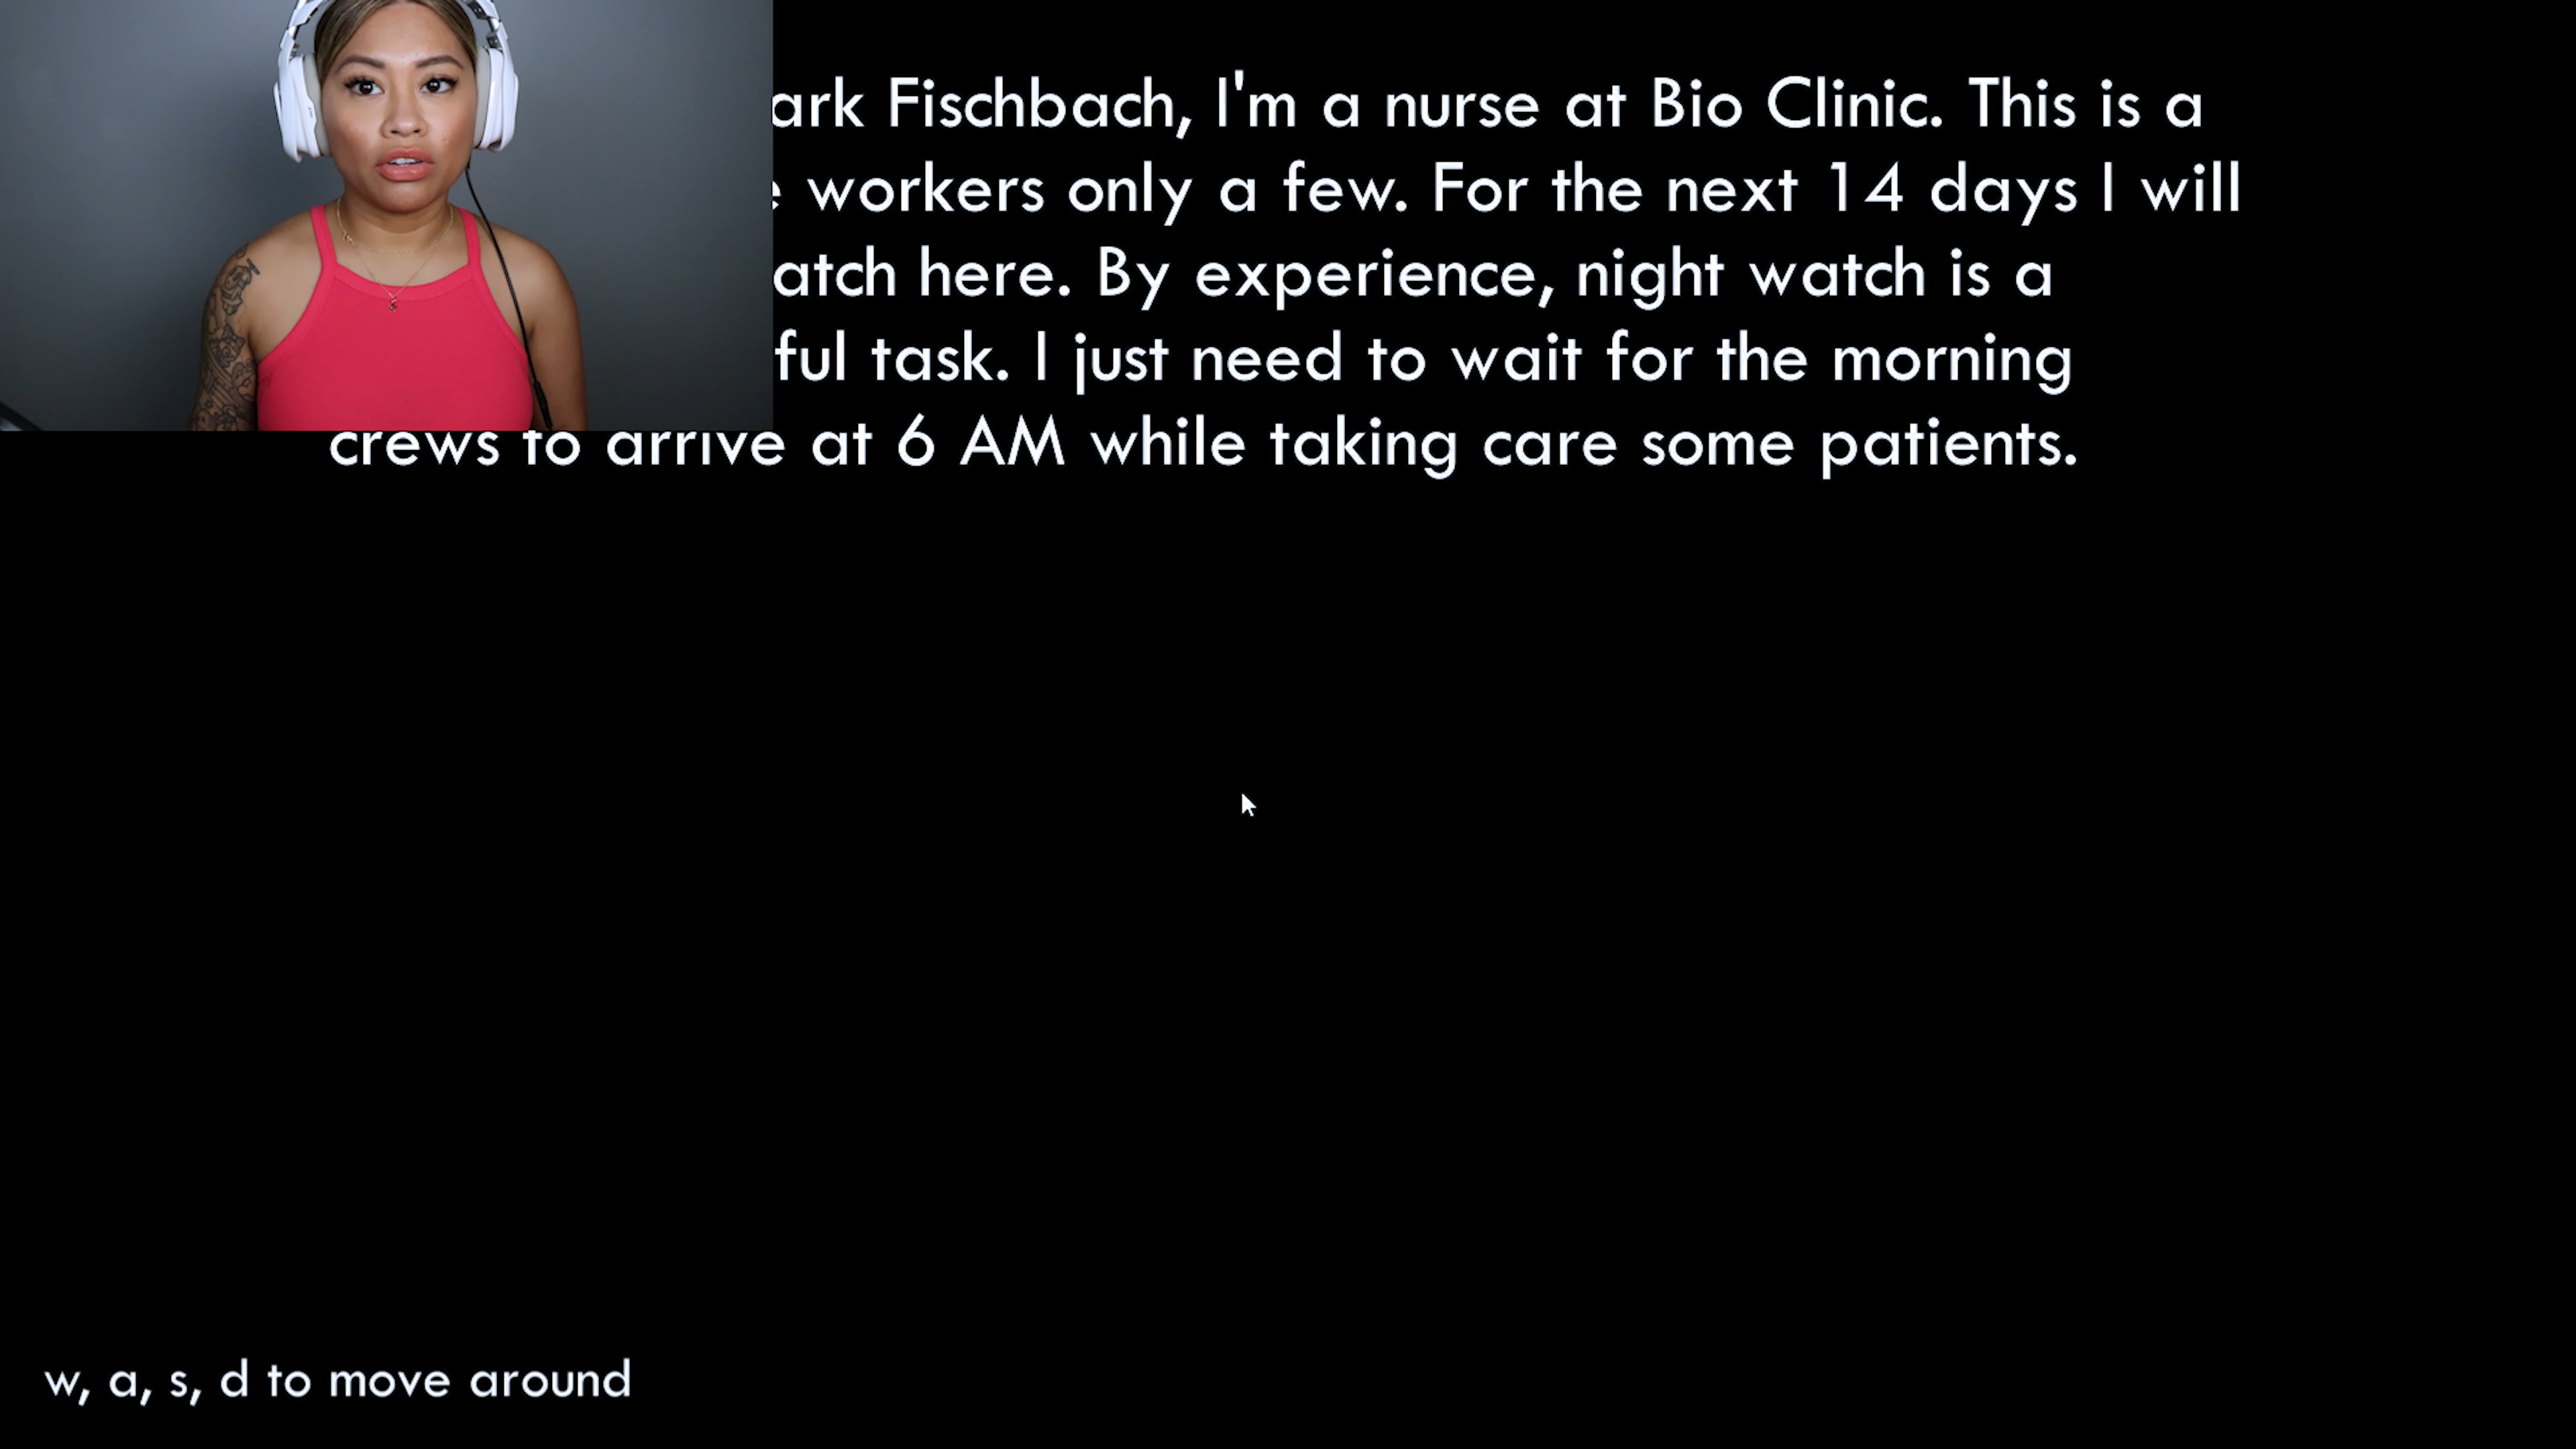 ark Fischbach, I'm a nurse at Bio Clinic. This is a
workers only a few. For the next 14 days I will
atch here. By experience, night watch is a
ful task. I just need to wait for the morning
crews to arrive at 6 AM while taking care some patients.
w, a, s, d to move around